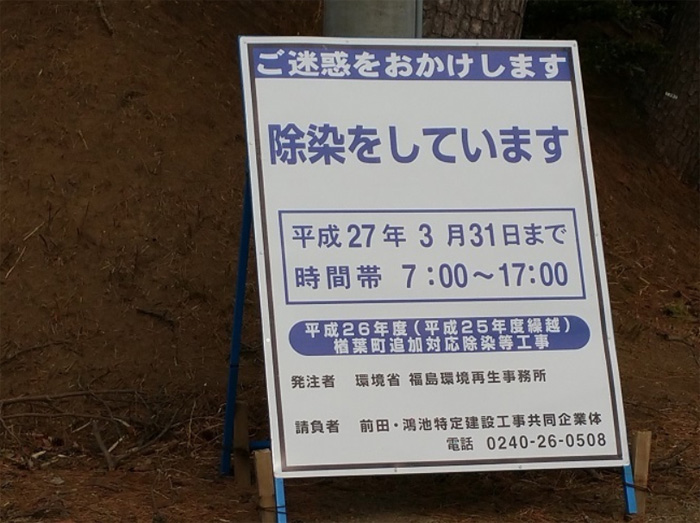 ご迷惑をおかけします
除染をしています
平成27年 3 月31日まで
時間帯 7:00～17:00
平成26年度(平成25年度繰越)
楢葉町追加対応除染等工事
発注者 環境省 福島環境再生事務所
請負者 前田・鴻池特定建設工事共同企業体
電話 0240-26-0508